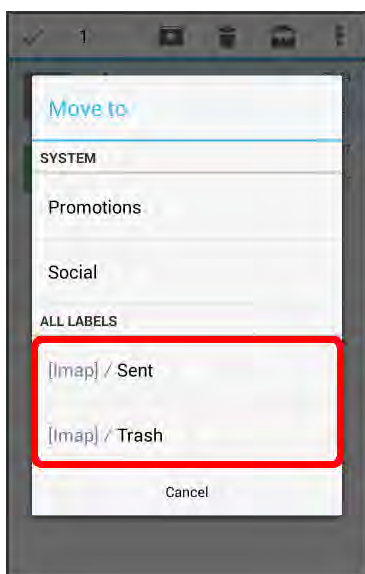 1
Move to
SYSTEM
Promotions
Social
ALL LABELS
[Imap] / Sent
[Imap] / Trash
Cancel